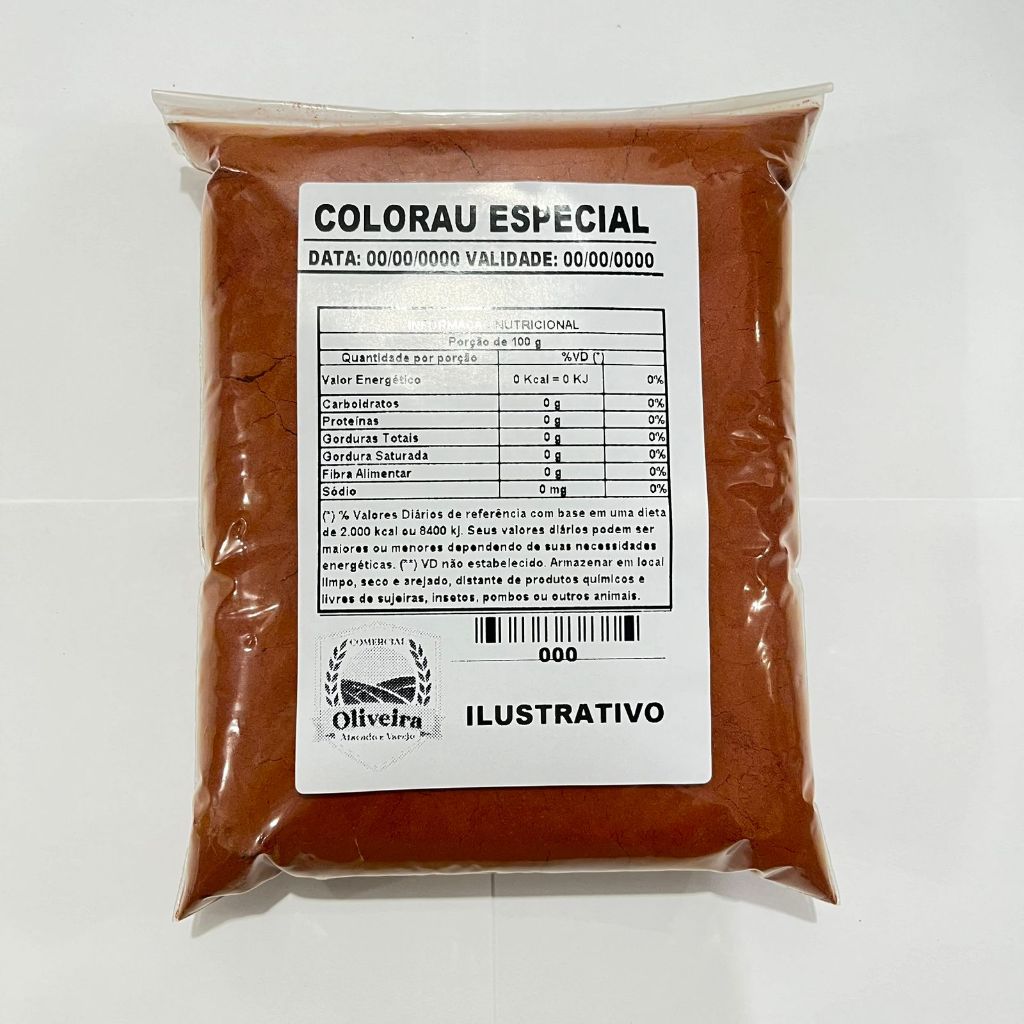 COLORAU ESPECIAL
DATA: 00/00/0000 VALIDADE: 00/00/0000
INFORMAÇÃO NUTRICIONAL
Porção de 100 g
Quantidade por porção %VD (*)
Valor Energético 0 Kcal = 0 KJ 0%
Carboidratos 0 g 0%
Proteínas 0 g 0%
Gorduras Totais 0 g 0%
Gordura Saturada 0 g 0%
Fibra Alimentar 0 g 0%
Sódio 0 mg 0%
(*) % Valores Diários de referência com base em uma dieta
de 2.000 kcal ou 8400 kJ. Seus valores diários podem ser
maiores ou menores dependendo de suas necessidades
energéticas. (**) VD não estabelecido. Armazenar em local
limpo, seco e arejado, distante de produtos químicos e
livres de sujeiras, insetos, pombos ou outros animais.
000
COMERCIAL
Oliveira
Atacado e Varejo
ILUSTRATIVO